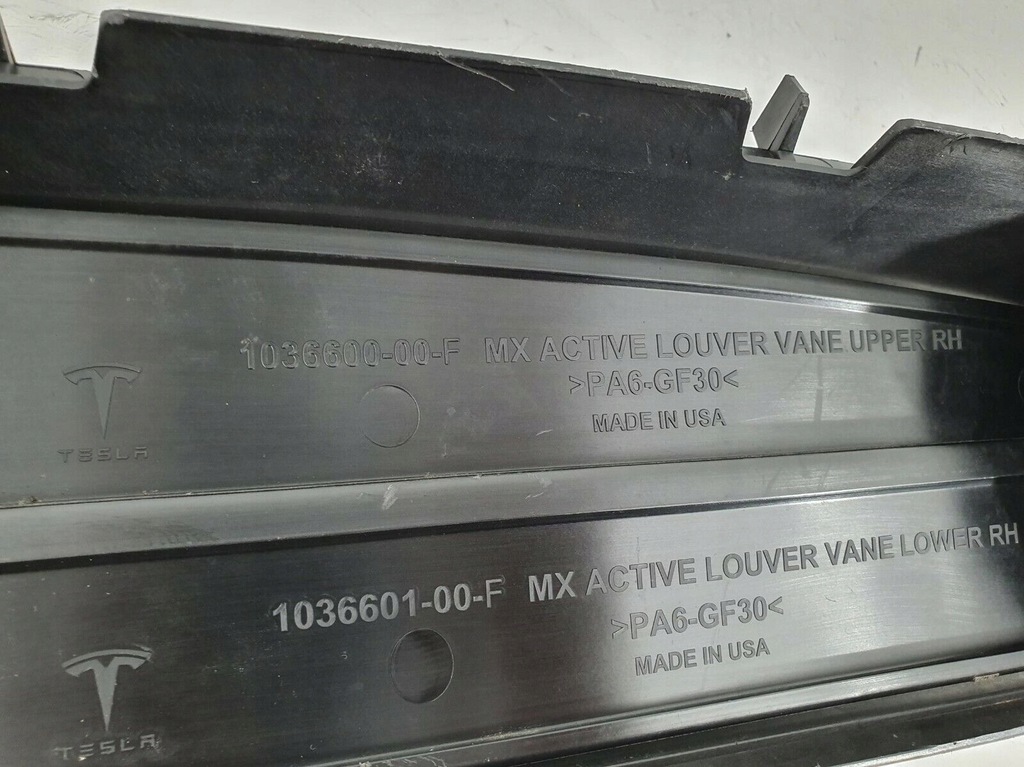 1036600-00-F MX ACTIVE LOUVER VANE UPPER RH
>PA6-GF30<
MADE IN USA
TESLA
1036601-00-F MX ACTIVE LOUVER VANE LOWER RH
>PA6-GF30<
MADE IN USA
TESLA